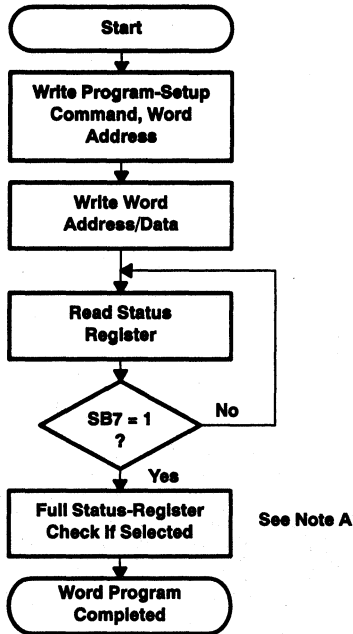 Start
Write Program-Setup
Command, Word
Address
Write Word
Address/Data
Read Status
Register
SB7 = 1
?
No
Yes
Full Status-Register
Check if Selected
See Note A
Word Program
Completed